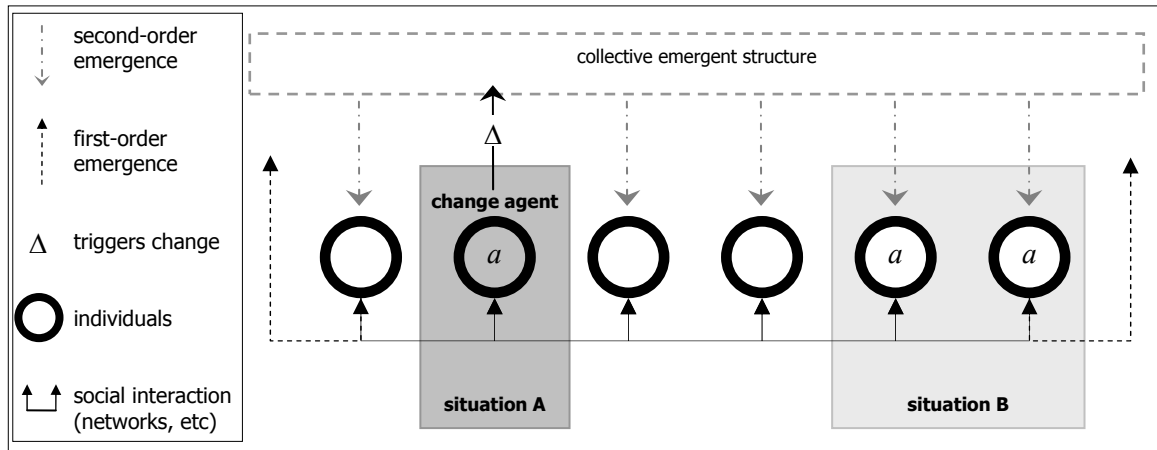 second-order
emergence
first-order
emergence
Δ triggers change
individuals
social interaction
(networks, etc)
collective emergent structure
Δ
change agent
a
a
a
situation A
situation B